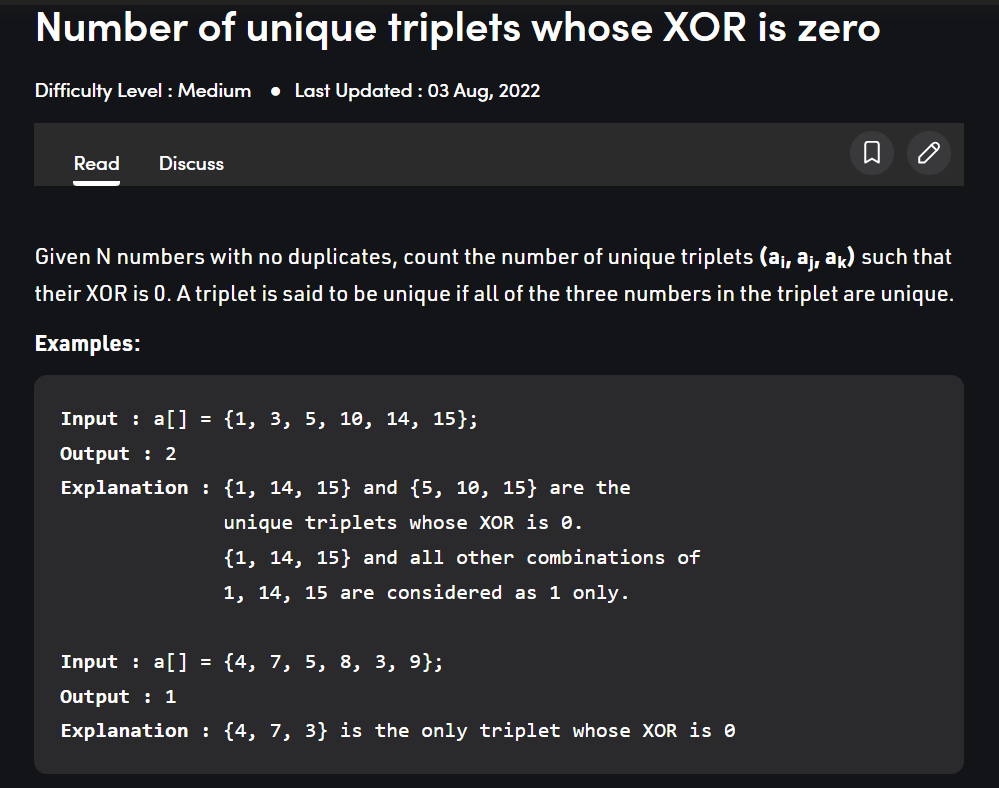 Number of unique triplets whose XOR is zero
Difficulty Level : Medium ● Last Updated : 03 Aug, 2022
Read Discuss
Given N numbers with no duplicates, count the number of unique triplets (ai, aj, ak) such that
their XOR is 0. A triplet is said to be unique if all of the three numbers in the triplet are unique.
Examples:
Input : a[] = {1, 3, 5, 10, 14, 15};
Output : 2
Explanation : {1, 14, 15} and {5, 10, 15} are the
unique triplets whose XOR is 0.
{1, 14, 15} and all other combinations of
1, 14, 15 are considered as 1 only.
Input : a[] = {4, 7, 5, 8, 3, 9};
Output : 1
Explanation : {4, 7, 3} is the only triplet whose XOR is 0